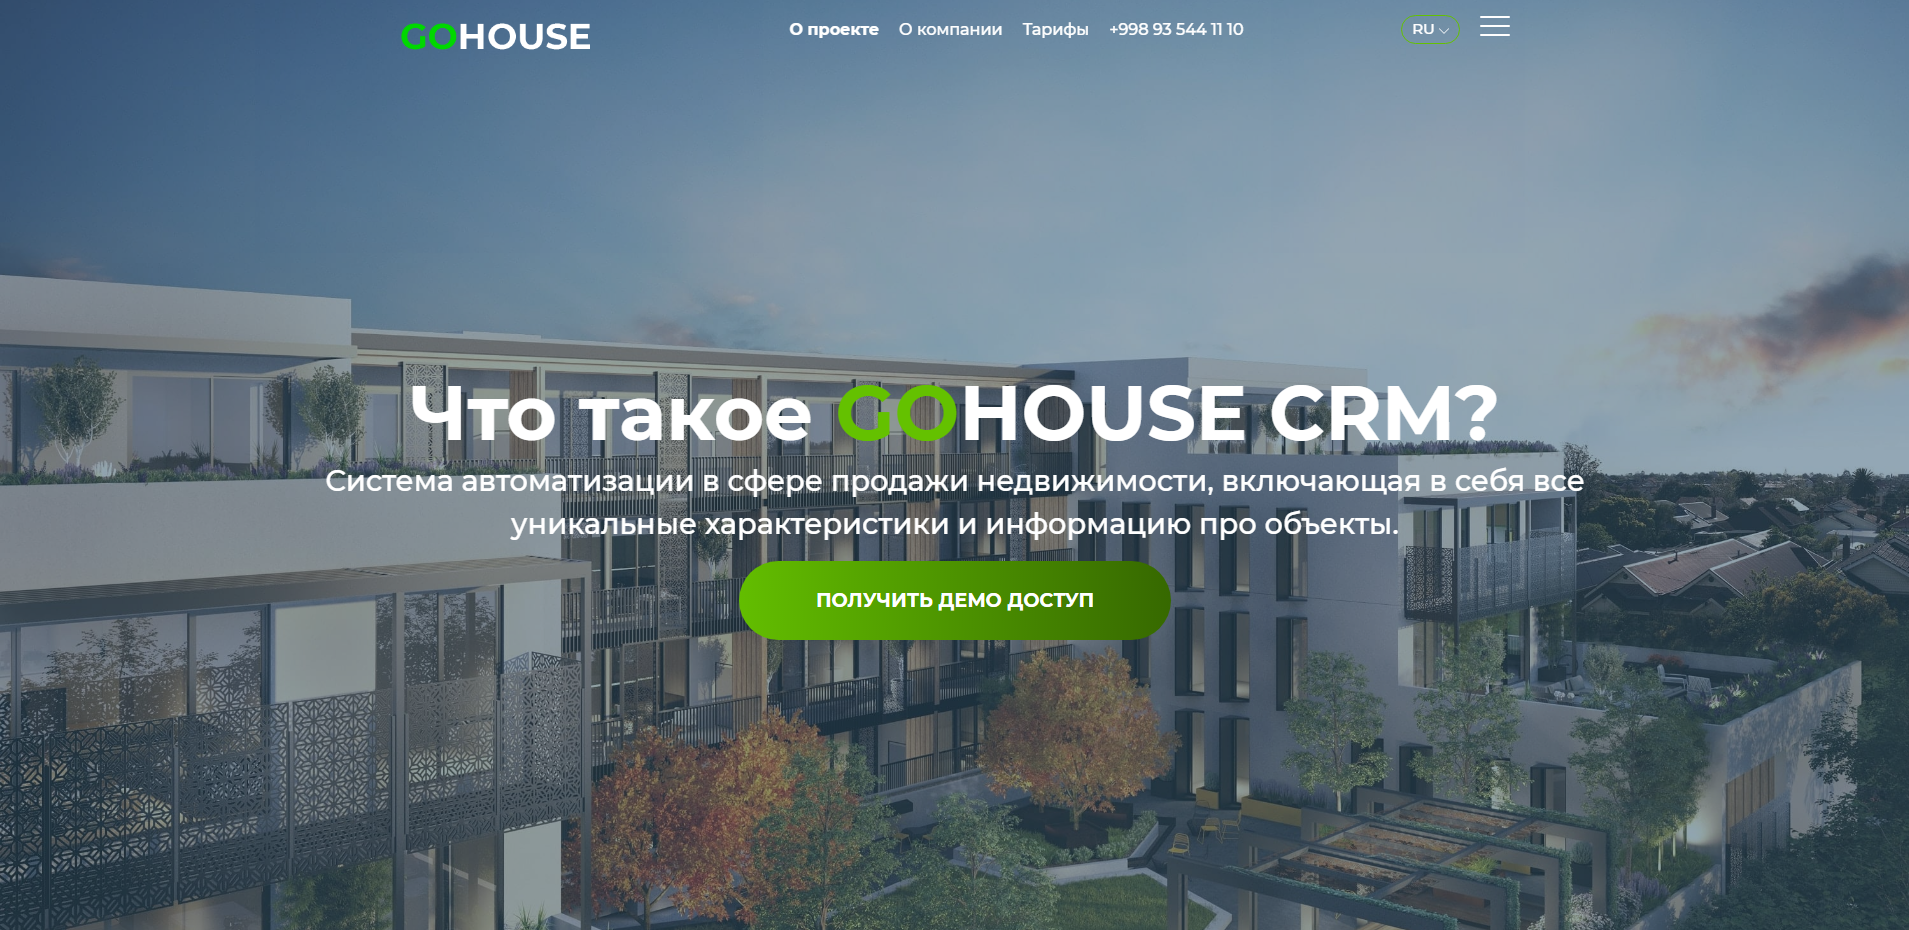 GOHOUSE
О проекте О компании Тарифы +998 93 544 11 10
RU
Что такое GOHOUSE CRM?
Система автоматизации в сфере продажи недвижимости, включающая в себя все
уникальные характеристики и информацию про объекты.
ПОЛУЧИТЬ ДЕМО ДОСТУП